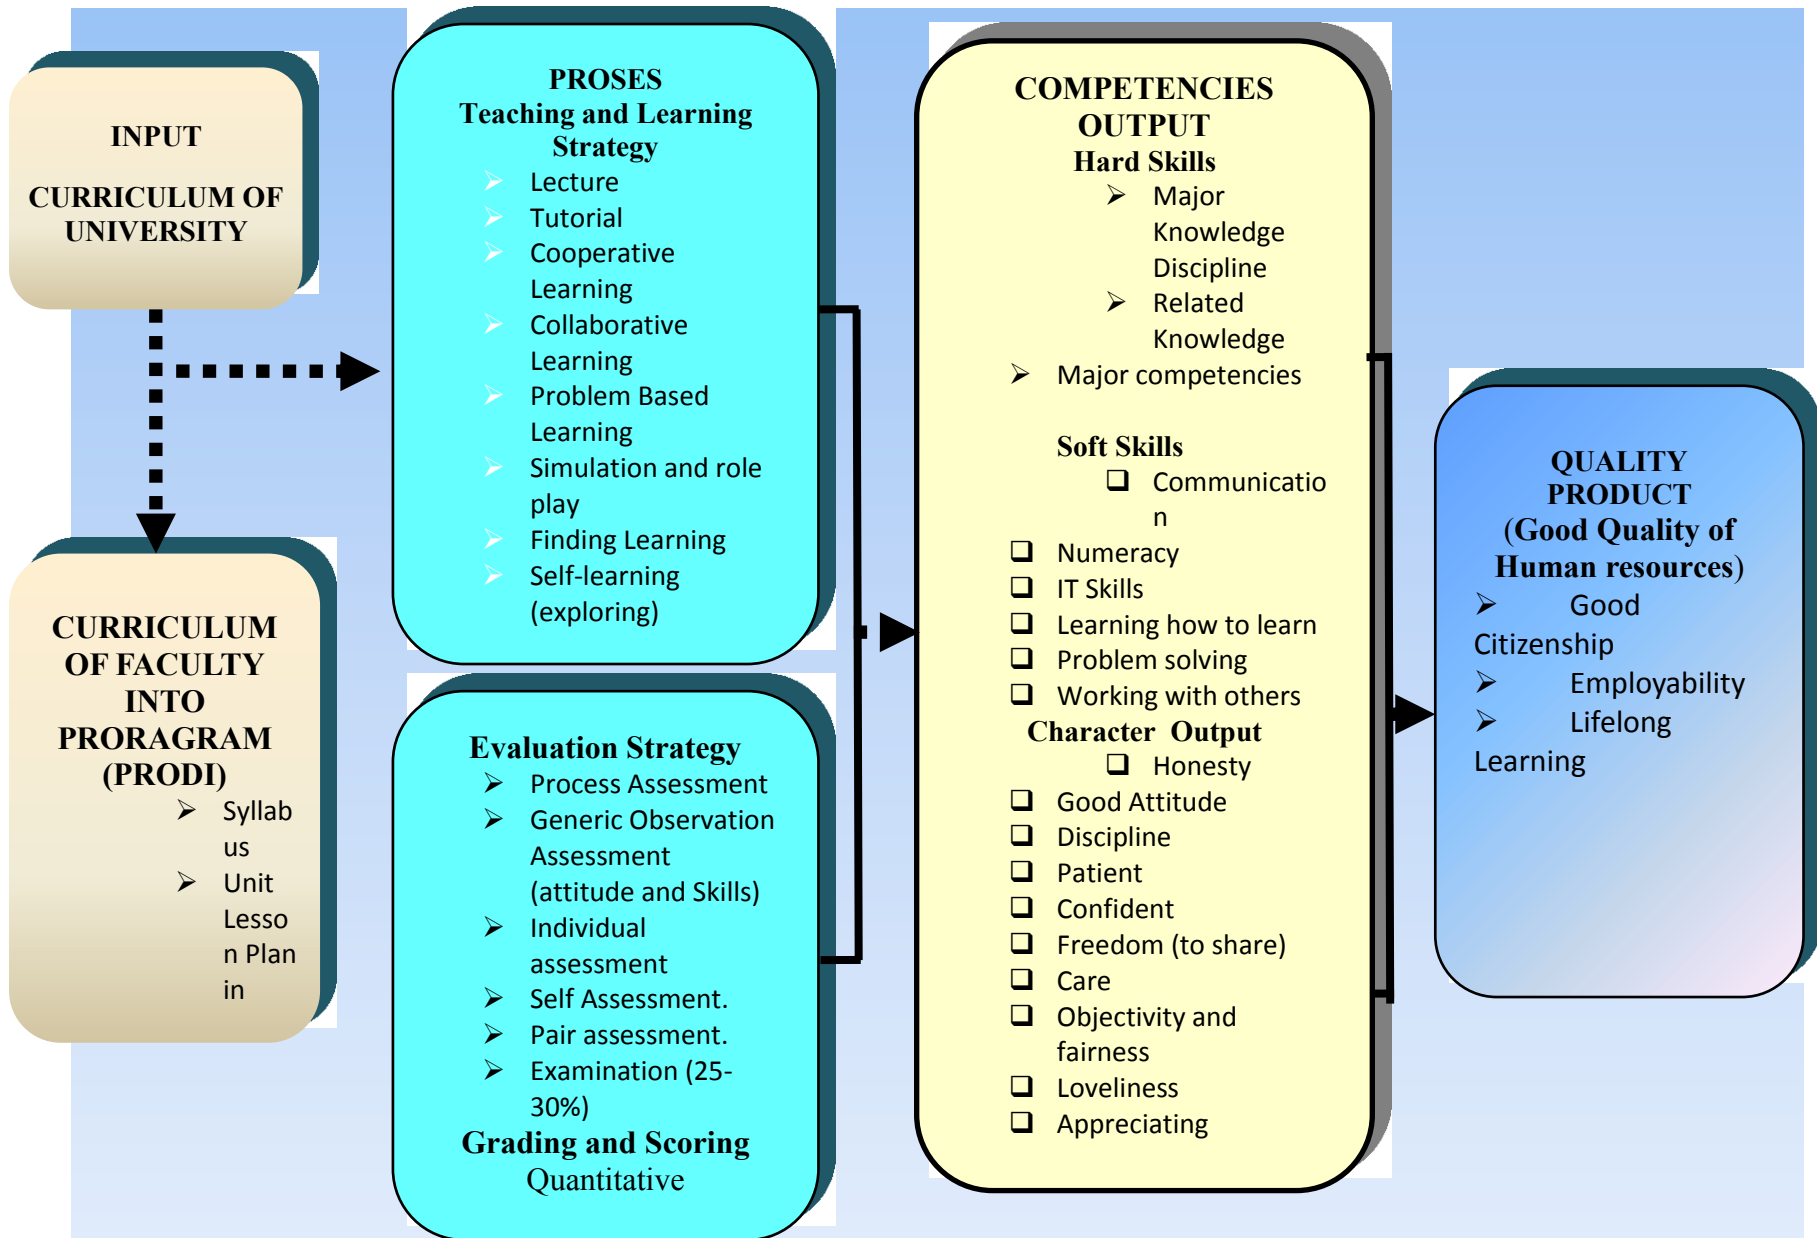 INPUT
CURRICULUM OF
UNIVERSITY
CURRICULUM
OF FACULTY
INTO
PRORAGRAM
(PRODI)
➢ Syllab
us
➢ Unit
Lesso
n Plan
in
PROSES
Teaching and Learning
Strategy
➢ Lecture
➢ Tutorial
➢ Cooperative
Learning
➢ Collaborative
Learning
➢ Problem Based
Learning
➢ Simulation and role
play
➢ Finding Learning
➢ Self-learning
(exploring)
Evaluation Strategy
➢ Process Assessment
➢ Generic Observation
Assessment
(attitude and Skills)
➢ Individual
assessment
➢ Self Assessment.
➢ Pair assessment.
➢ Examination (25-
30%)
Grading and Scoring
Quantitative
COMPETENCIES
OUTPUT
Hard Skills
➢ Major
Knowledge
Discipline
➢ Related
Knowledge
➢ Major competencies
Soft Skills
❑ Communicatio
n
❑ Numeracy
❑ IT Skills
❑ Learning how to learn
❑ Problem solving
❑ Working with others
Character Output
❑ Honesty
❑ Good Attitude
❑ Discipline
❑ Patient
❑ Confident
❑ Freedom (to share)
❑ Care
❑ Objectivity and
fairness
❑ Loveliness
❑ Appreciating
QUALITY
PRODUCT
(Good Quality of
Human resources)
➢ Good
Citizenship
➢ Employability
➢ Lifelong
Learning